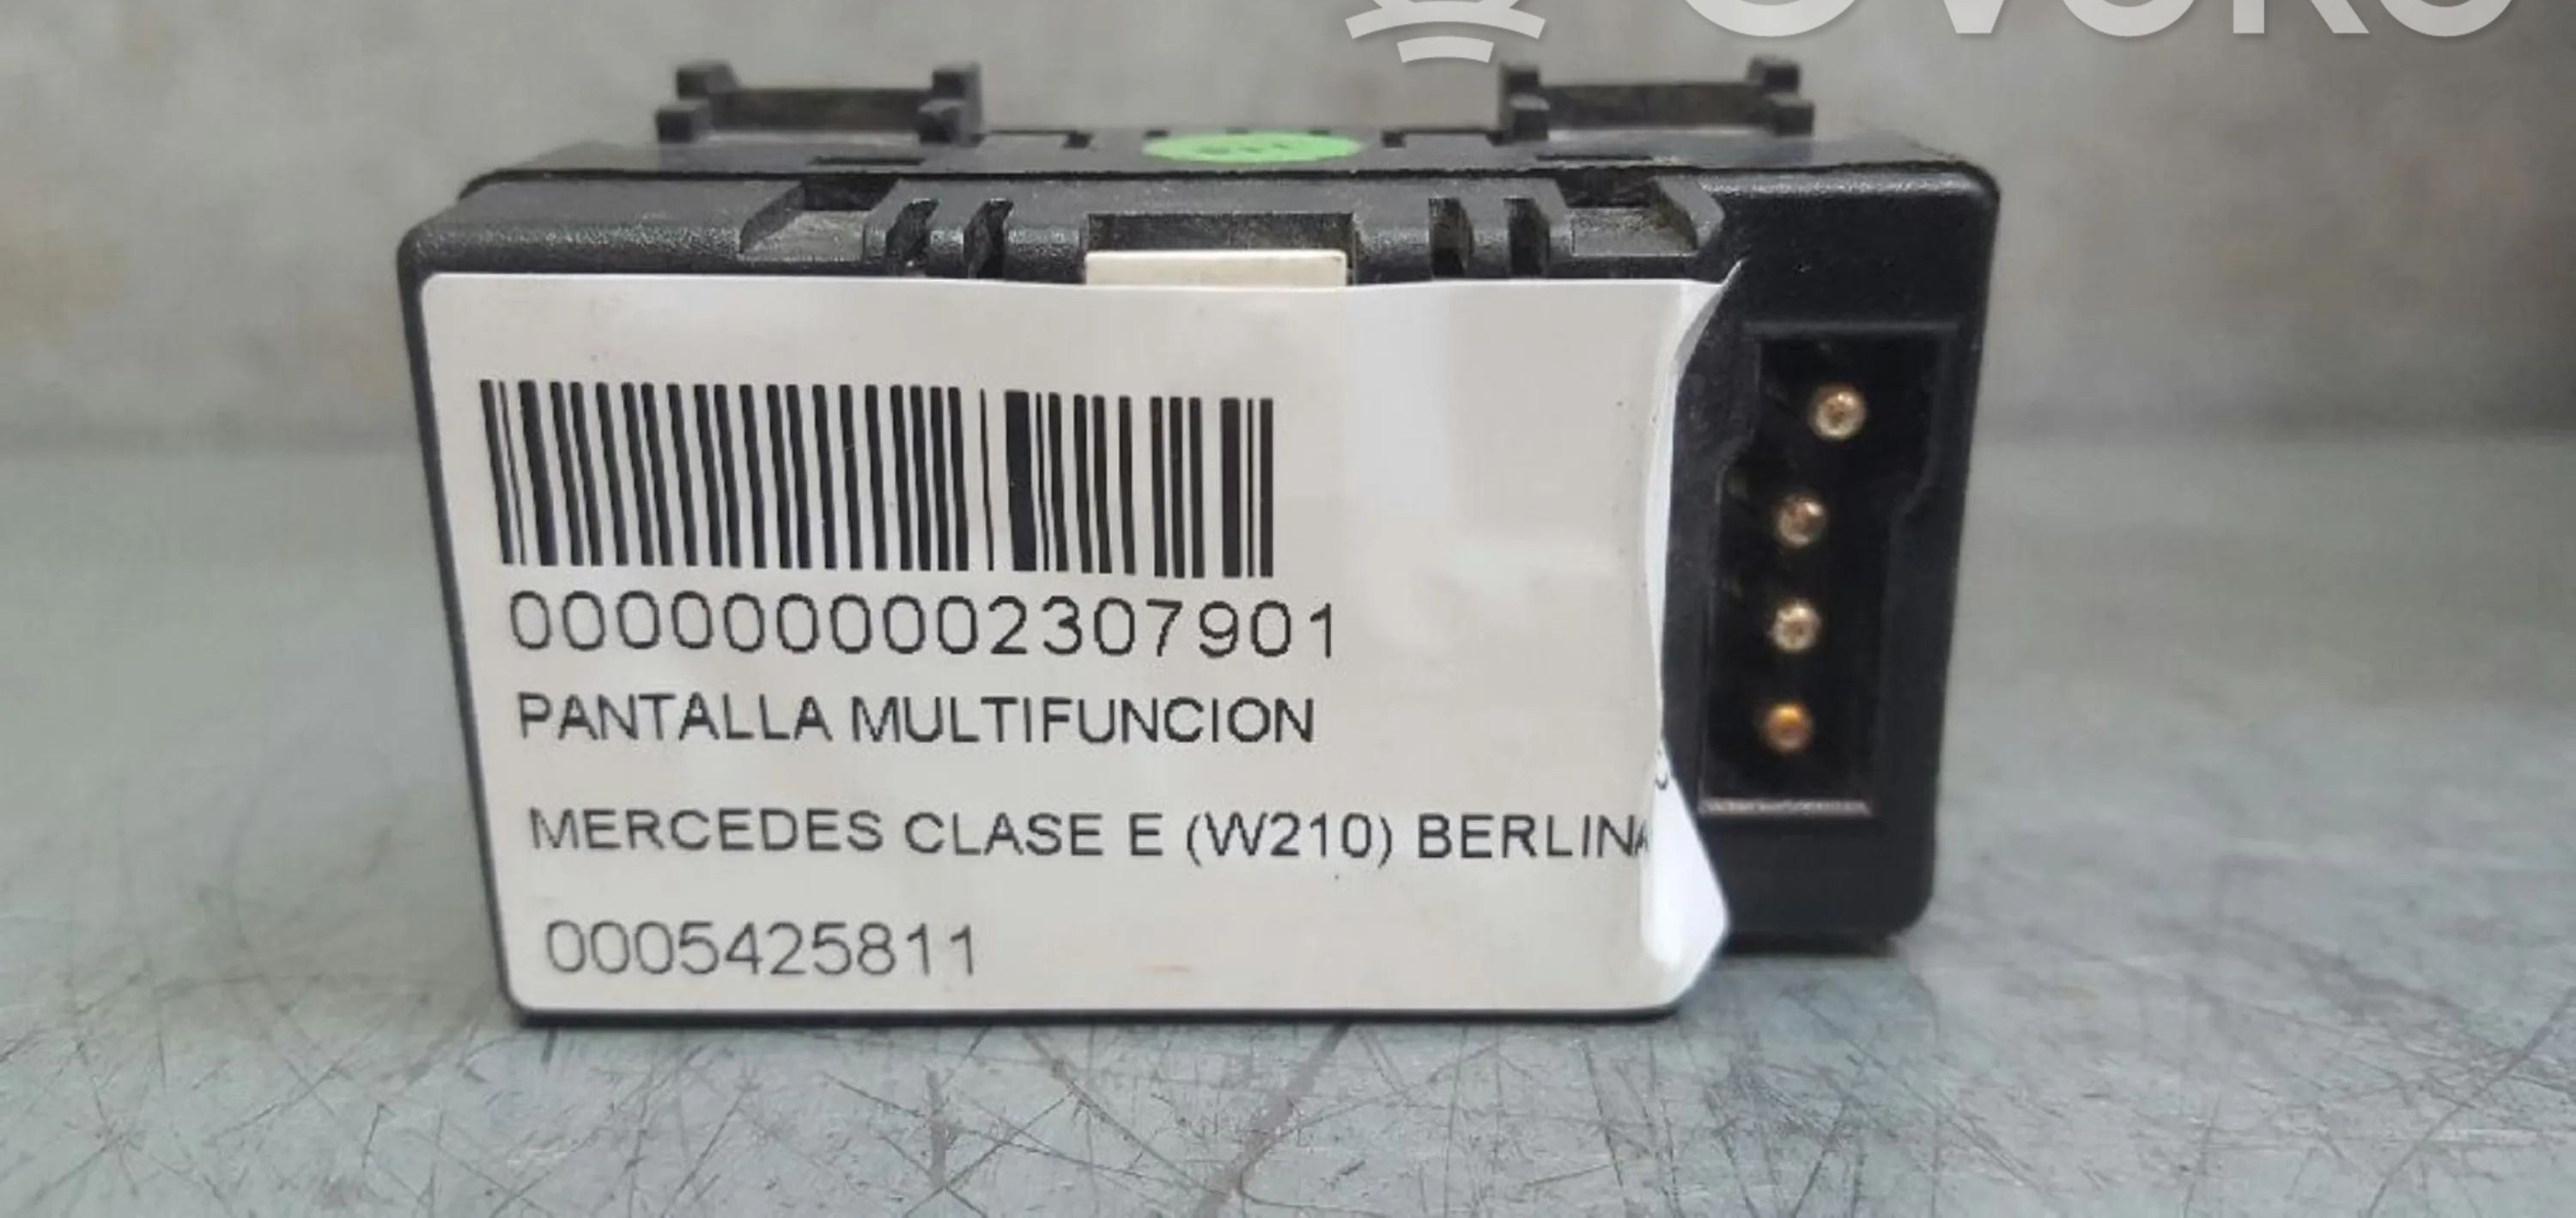 0000000002307901
PANTALLA MULTIFUNCION
MERCEDES CLASE E (W210) BERLINA
0005425811